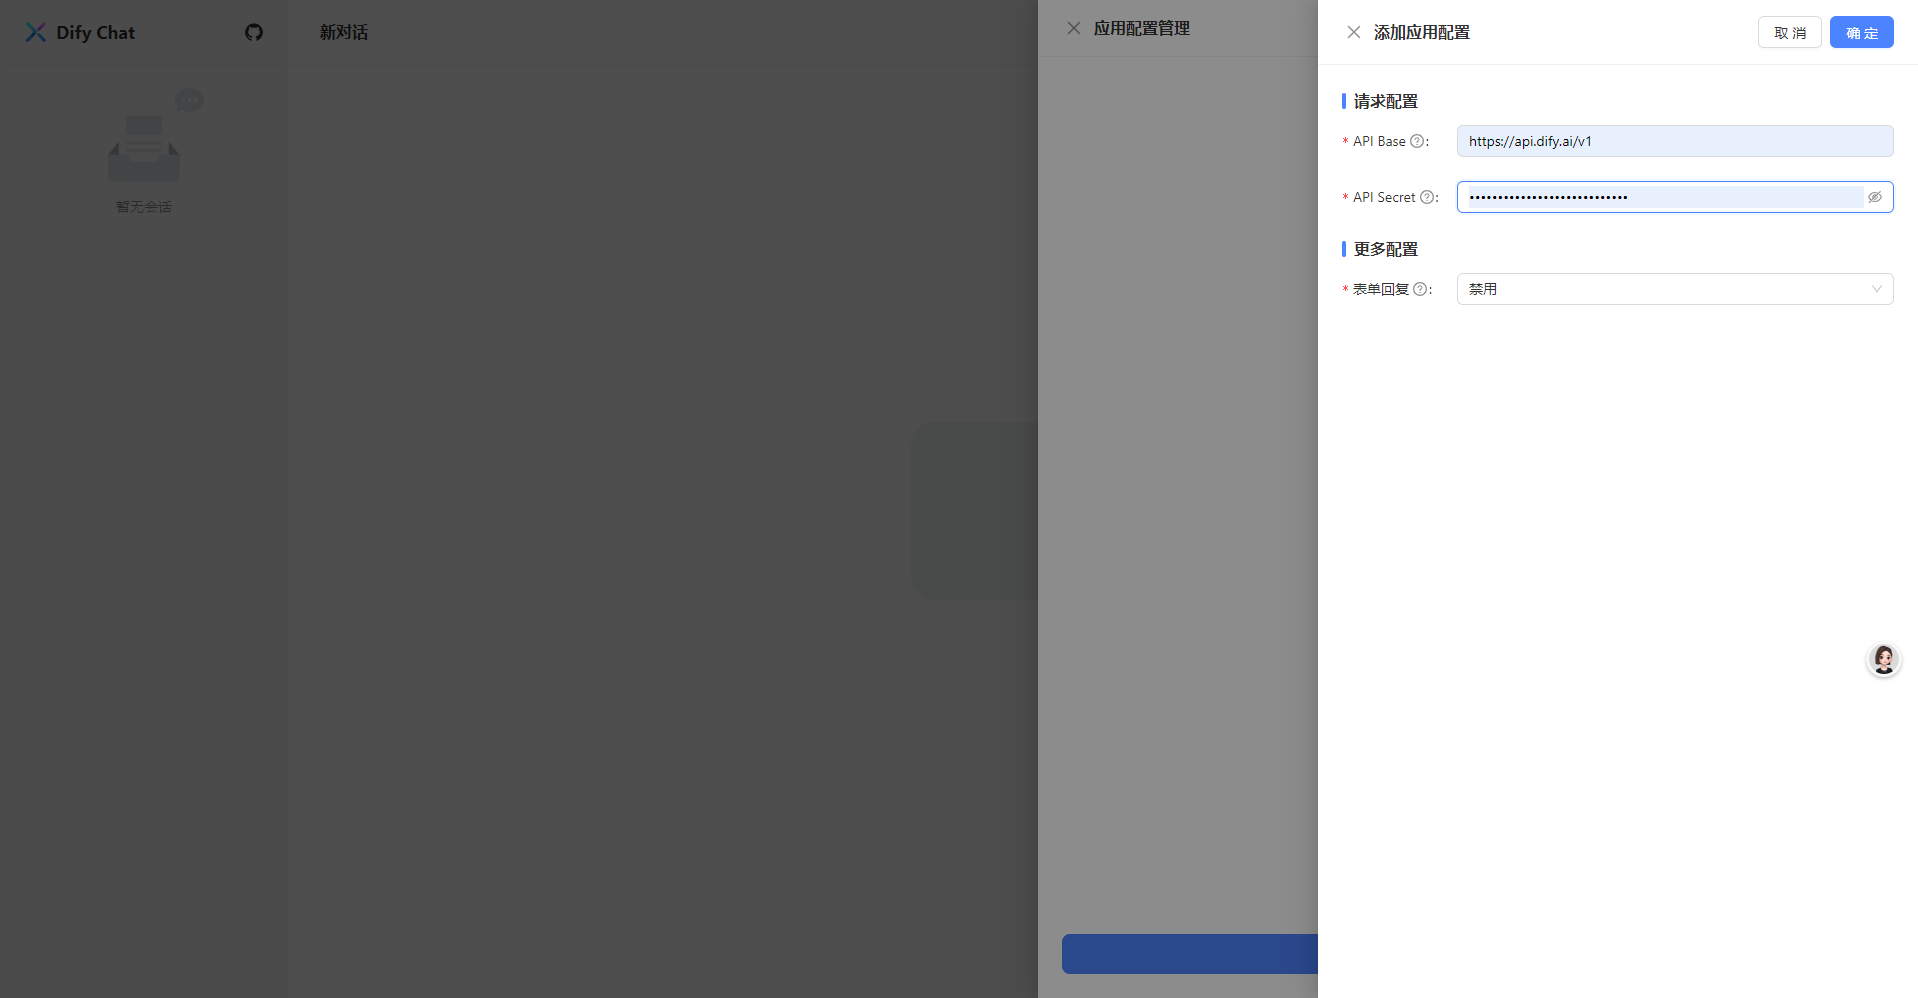 Dify Chat
新对话
暂无会话
应用配置管理
添加应用配置
取 消
确 定
请求配置
* API Base ?:
https://api.dify.ai/v1
* API Secret ?:
••••••••••••••••••••••••••••
更多配置
* 表单回复 ?:
禁用